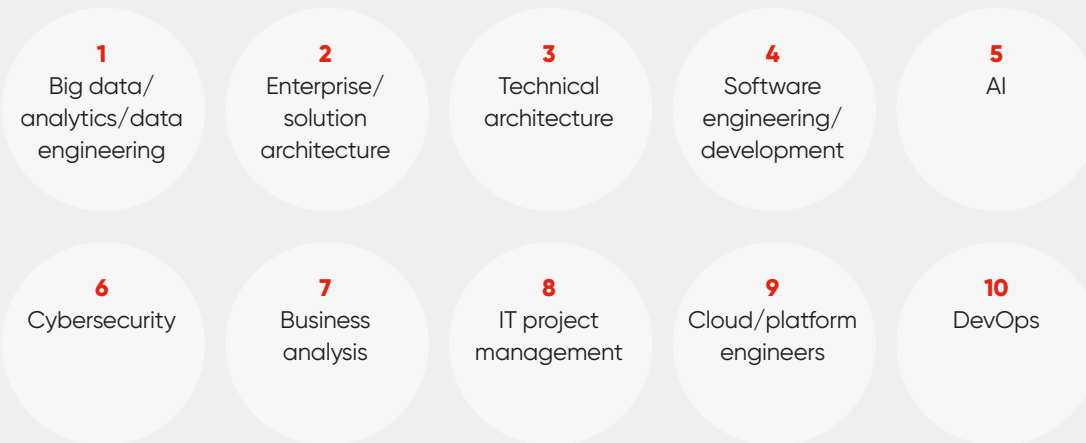 1
Big data/
analytics/data
engineering
2
Enterprise/
solution
architecture
3
Technical
architecture
4
Software
engineering/
development
5
AI
6
Cybersecurity
7
Business
analysis
8
IT project
management
9
Cloud/platform
engineers
10
DevOps